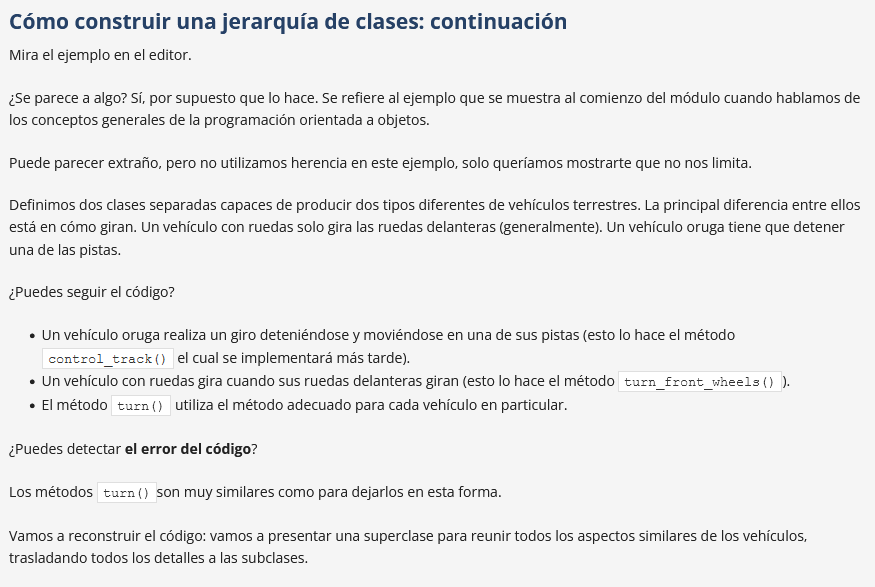 Cómo construir una jerarquía de clases: continuación
Mira el ejemplo en el editor.
¿Se parece a algo? Sí, por supuesto que lo hace. Se refiere al ejemplo que se muestra al comienzo del módulo cuando hablamos de
los conceptos generales de la programación orientada a objetos.
Puede parecer extraño, pero no utilizamos herencia en este ejemplo, solo queríamos mostrarte que no nos limita.
Definimos dos clases separadas capaces de producir dos tipos diferentes de vehículos terrestres. La principal diferencia entre ellos
está en cómo giran. Un vehículo con ruedas solo gira las ruedas delanteras (generalmente). Un vehículo oruga tiene que detener
una de las pistas.
¿Puedes seguir el código?
• Un vehículo oruga realiza un giro deteniéndose y moviéndose en una de sus pistas (esto lo hace el método
control_track() el cual se implementará más tarde).
• Un vehículo con ruedas gira cuando sus ruedas delanteras giran (esto lo hace el método turn_front_wheels()).
• El método turn() utiliza el método adecuado para cada vehículo en particular.
¿Puedes detectar el error del código?
Los métodos turn() son muy similares como para dejarlos en esta forma.
Vamos a reconstruir el código: vamos a presentar una superclase para reunir todos los aspectos similares de los vehículos,
trasladando todos los detalles a las subclases.